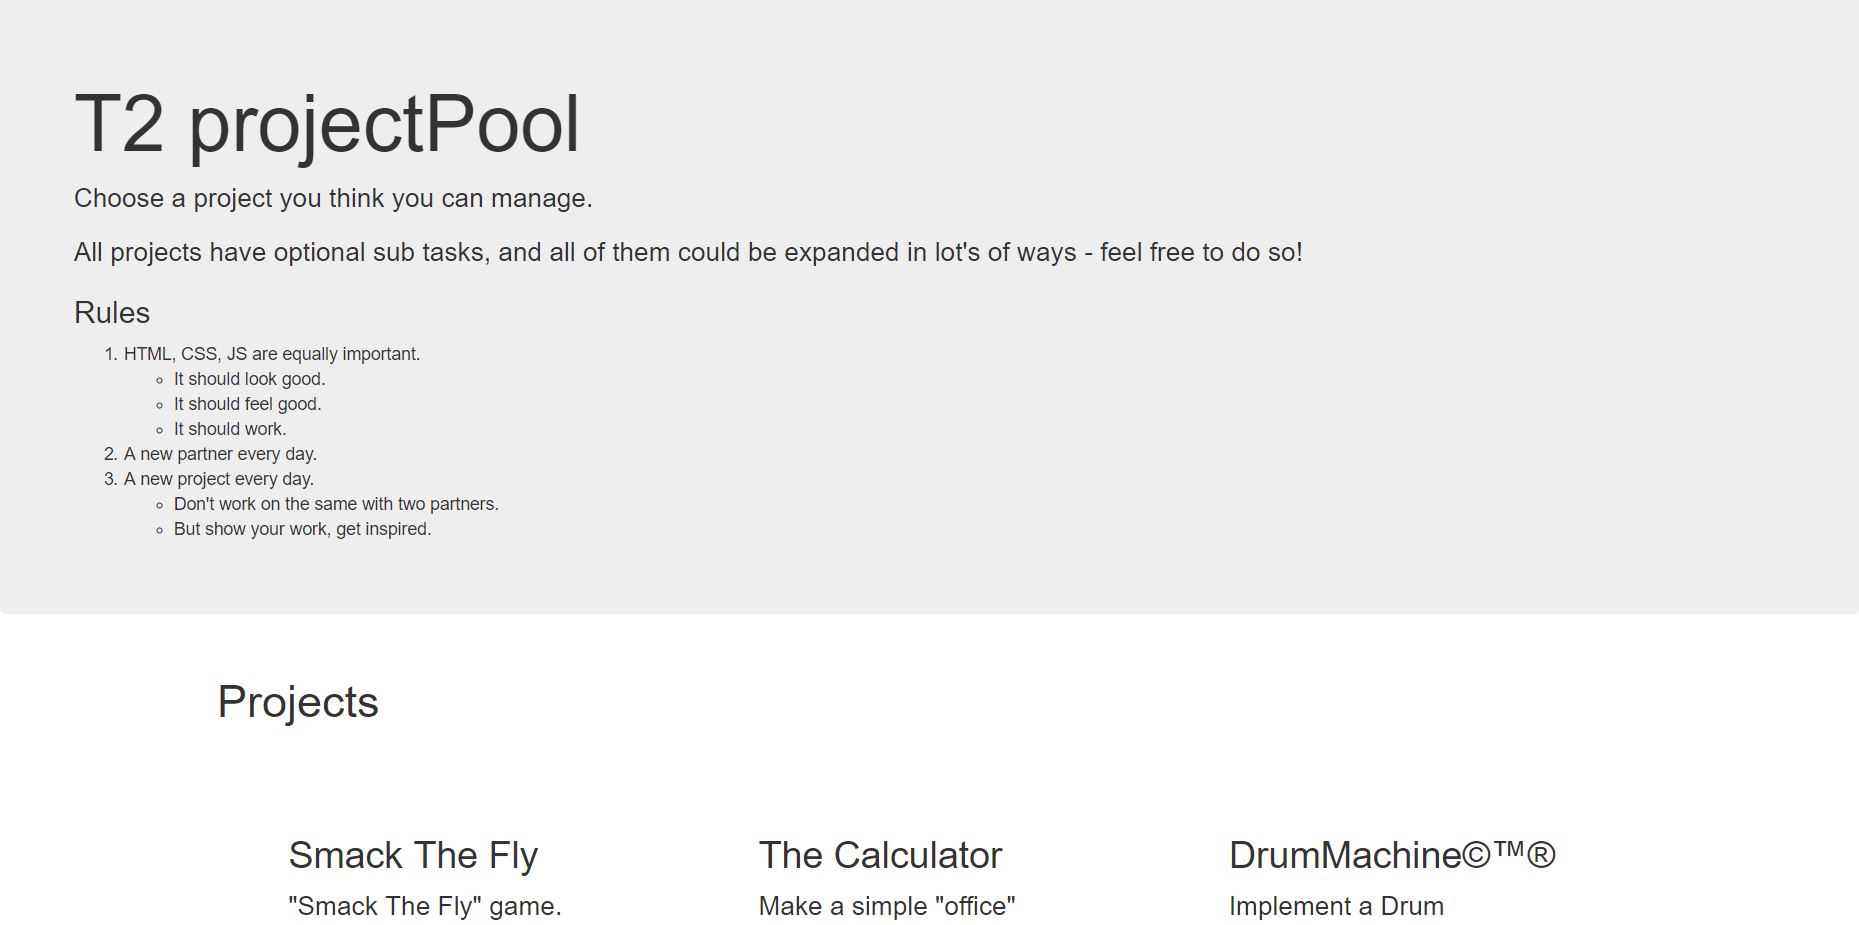 T2 projectPool
Choose a project you think you can manage.
All projects have optional sub tasks, and all of them could be expanded in lot's of ways - feel free to do so!
Rules
1. HTML, CSS, JS are equally important.
◦ It should look good.
◦ It should feel good.
◦ It should work.
2. A new partner every day.
3. A new project every day.
◦ Don't work on the same with two partners.
◦ But show your work, get inspired.
Projects
Smack The Fly
"Smack The Fly" game.
The Calculator
Make a simple "office"
DrumMachine©™®
Implement a Drum